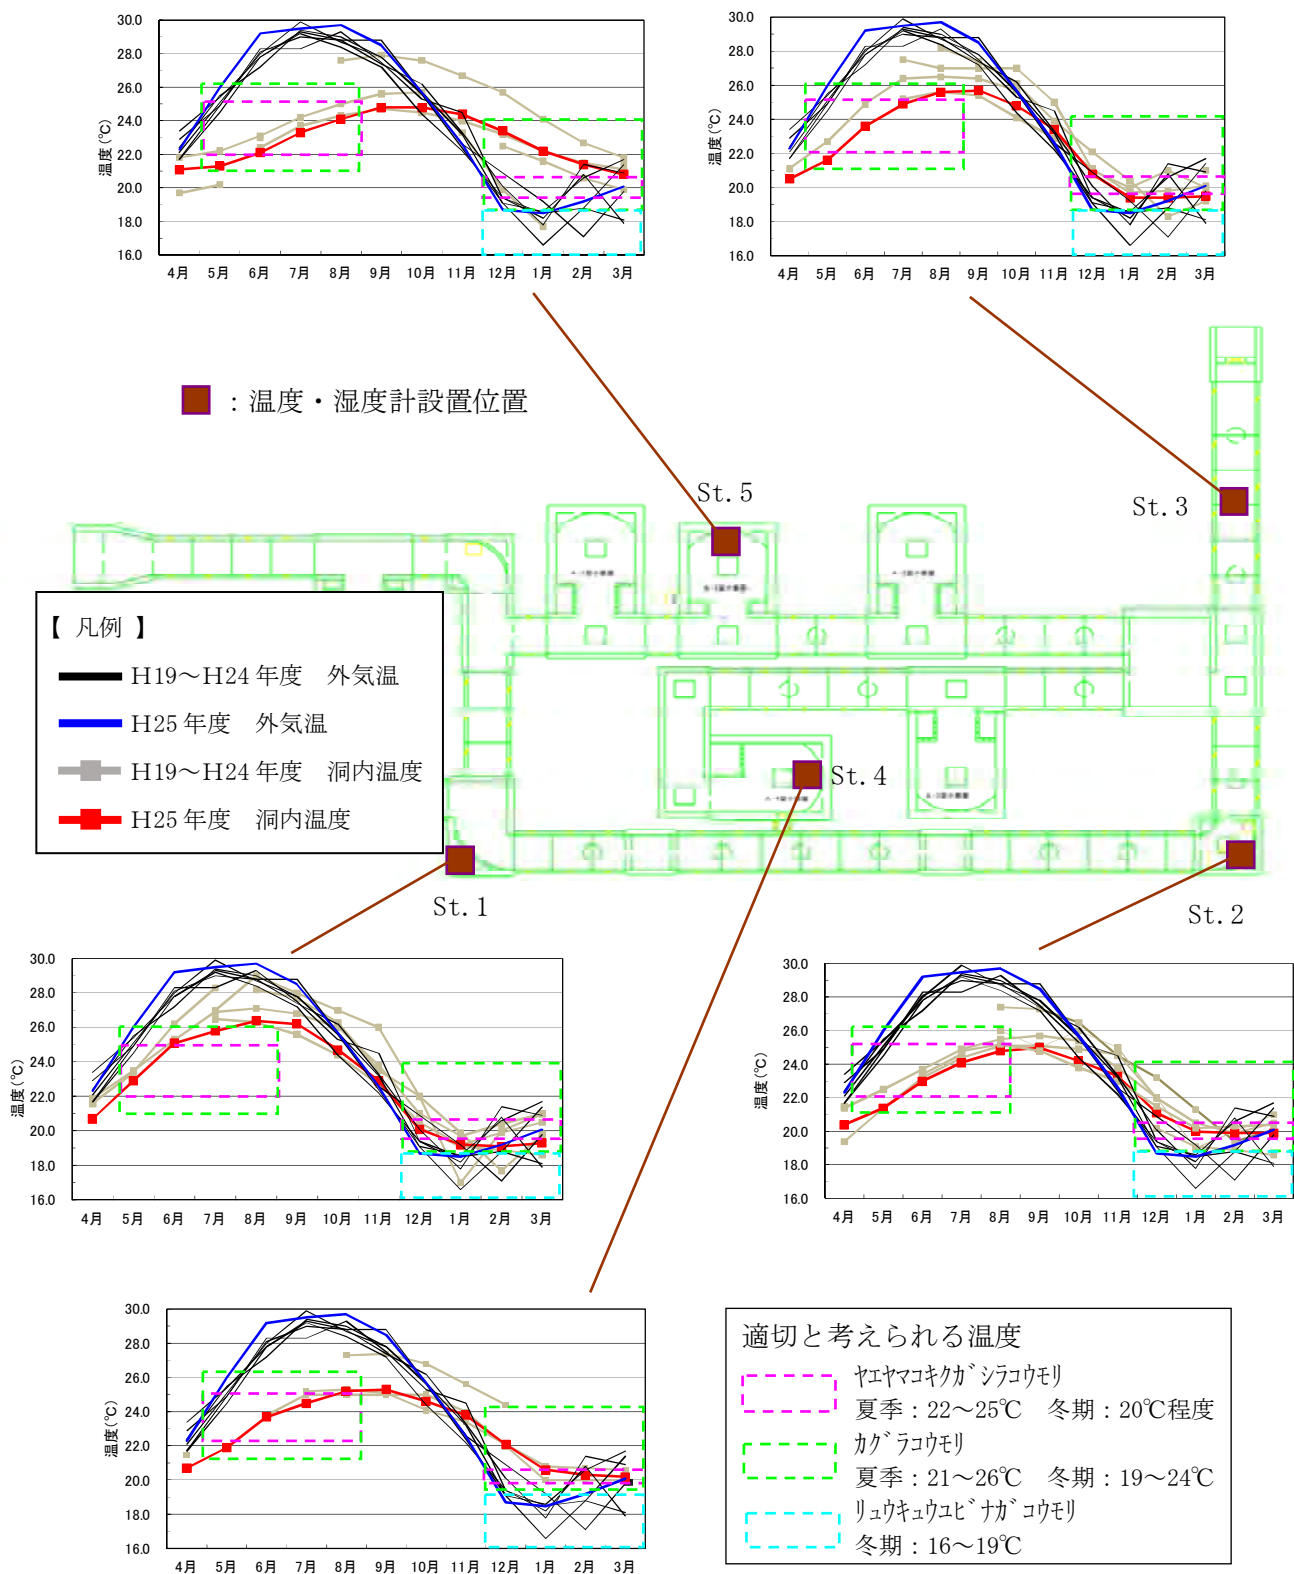 30.0
28.0
26.0
24.0
22.0
20.0
18.0
16.0
温度(℃)
4月 5月 6月 7月 8月 9月 10月 11月 12月 1月 2月 3月
30.0
28.0
26.0
24.0
22.0
20.0
18.0
16.0
温度(℃)
4月 5月 6月 7月 8月 9月 10月 11月 12月 1月 2月 3月
：温度・湿度計設置位置
St.5
St.3
【 凡例 】
H19～H24年度 外気温
H25年度 外気温
H19～H24年度 洞内温度
H25年度 洞内温度
St.4
St.1
St.2
30.0
28.0
26.0
24.0
22.0
20.0
18.0
16.0
温度(℃)
4月 5月 6月 7月 8月 9月 10月 11月 12月 1月 2月 3月
30.0
28.0
26.0
24.0
22.0
20.0
18.0
16.0
温度(℃)
4月 5月 6月 7月 8月 9月 10月 11月 12月 1月 2月 3月
30.0
28.0
26.0
24.0
22.0
20.0
18.0
16.0
温度(℃)
4月 5月 6月 7月 8月 9月 10月 11月 12月 1月 2月 3月
適切と考えられる温度
ﾔｴﾔﾏｺｷｸｶﾞｼﾗｺｳﾓﾘ
夏季：22～25℃ 冬期：20℃程度
ｶｸﾞﾗｺｳﾓﾘ
夏季：21～26℃ 冬期：19～24℃
ﾘｭｳｷｭｳﾕﾋﾞﾅｶﾞｺｳﾓﾘ
冬期：16～19℃